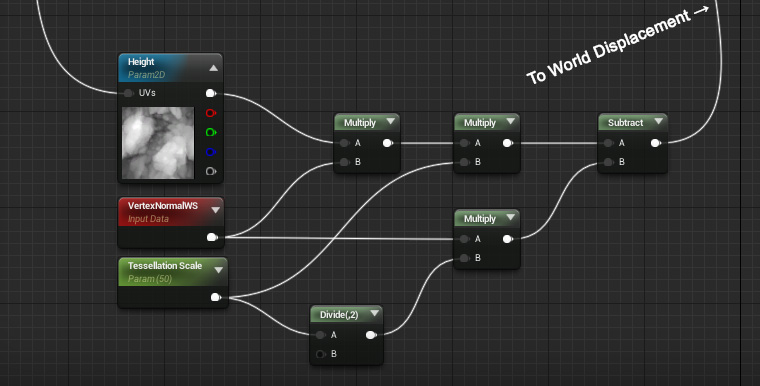 To World Displacement →
Height
Param2D
UVs
Multiply
A
B
Multiply
A
B
Subtract
A
B
VertexNormalWS
Input Data
Multiply
A
B
Tessellation Scale
Param (50)
Divide(,2)
A
B